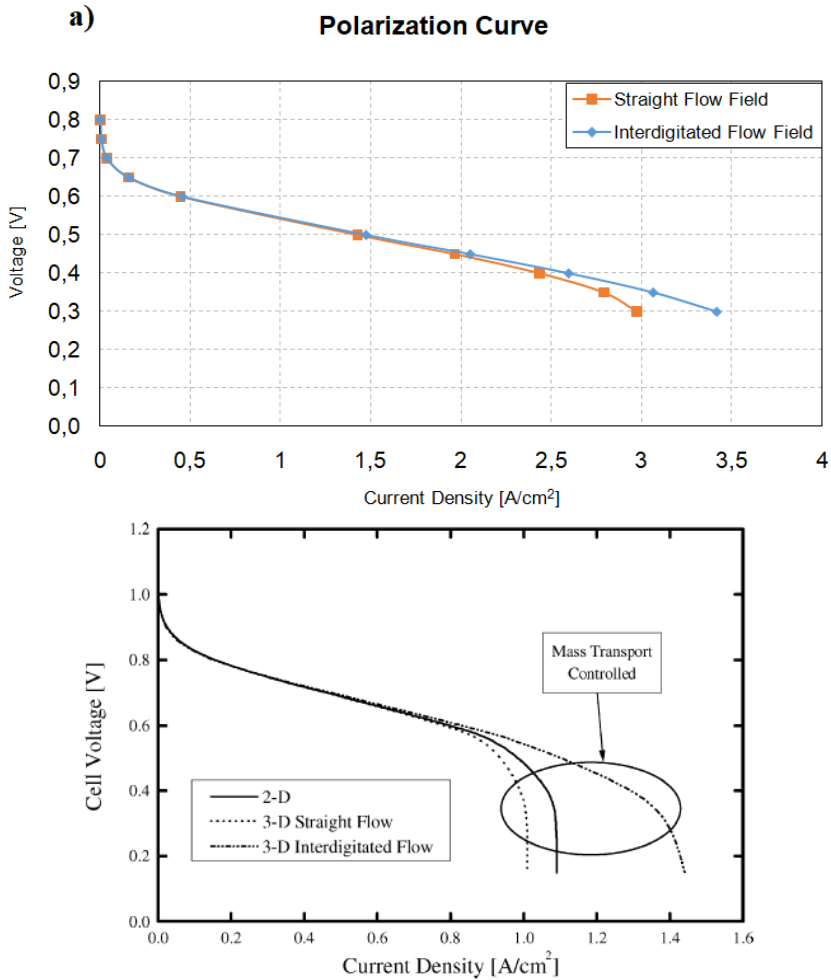 a)
Polarization Curve
0,9
0,8
0,7
0,6
0,5
0,4
0,3
0,2
0,1
0,0
Voltage [V]
Straight Flow Field
Interdigitated Flow Field
0 0,5 1 1,5 2 2,5 3 3,5 4
Current Density [A/cm²]
1.2
1.0
0.8
0.6
0.4
0.2
0.0
Cell Voltage [V]
Mass Transport
Controlled
2-D
3-D Straight Flow
3-D Interdigitated Flow
0.0 0.2 0.4 0.6 0.8 1.0 1.2 1.4 1.6
Current Density [A/cm²]